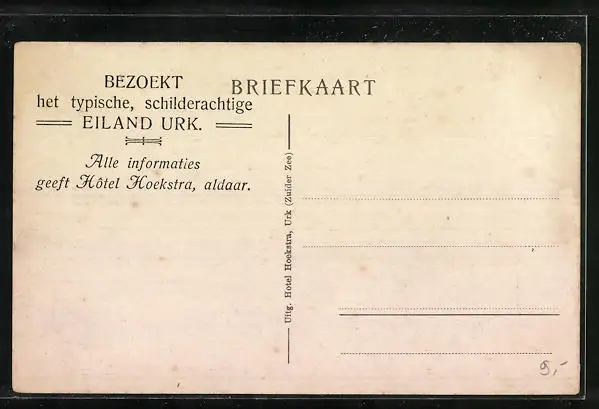 BEZOEKT
het typische, schilderachtige
EILAND URK.
Alle informaties
geeft Hôtel Hoekstra, aldaar.
BRIEFKAART
Uitg. Hotel Hoekstra, Urk (Zuider Zee)
9,-